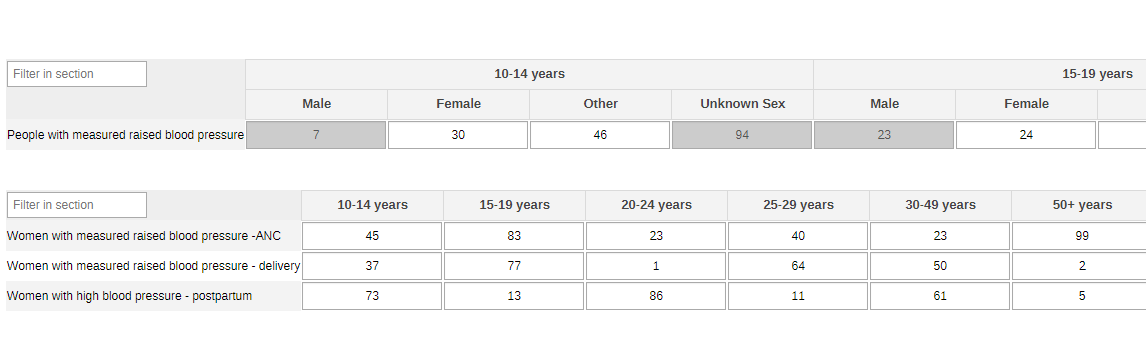 Filter in section 10-14 years 15-19 years
Male Female Other Unknown Sex Male Female
People with measured raised blood pressure 7 30 46 94 23 24
Filter in section 10-14 years 15-19 years 20-24 years 25-29 years 30-49 years 50+ years
Women with measured raised blood pressure -ANC 45 83 23 40 23 99
Women with measured raised blood pressure - delivery 37 77 1 64 50 2
Women with high blood pressure - postpartum 73 13 86 11 61 5